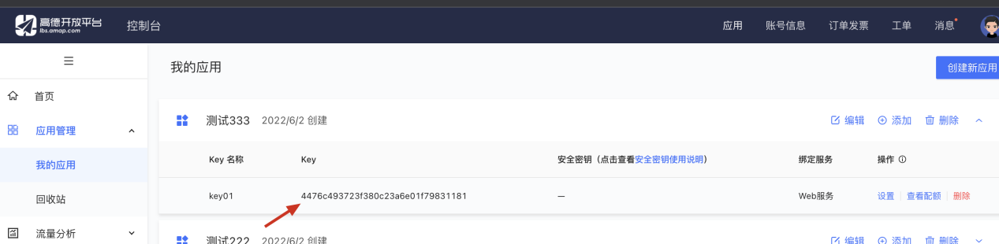 高德开放平台
lbs.amap.com
控制台
应用
账号信息
订单发票
工单
消息
我的应用
创建新应用
首页
应用管理
我的应用
回收站
流量分析
测试333 2022/6/2 创建
编辑 添加 删除
Key 名称 Key 安全密钥（点击查看安全密钥使用说明） 绑定服务 操作
key01 4476c493723f380c23a6e01f79831181 — Web服务 设置 查看配额 删除
测试222 2022/6/2 创建
编辑 添加 删除